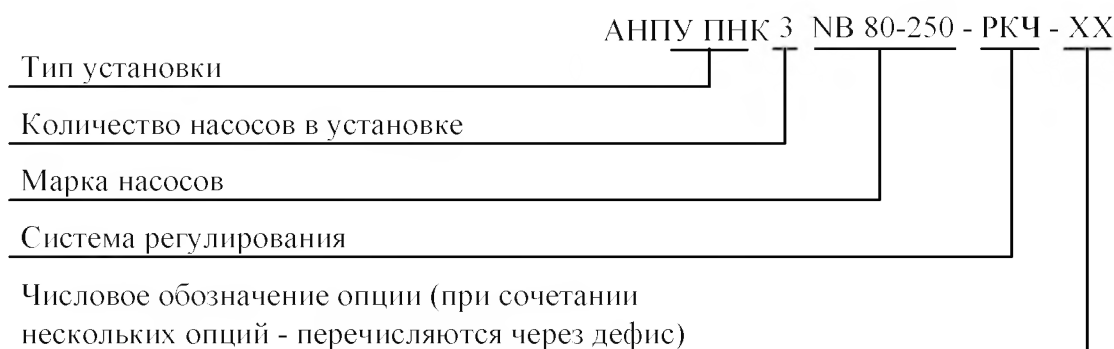 АНПУ ПНК 3 NB 80-250 - РКЧ - ХХ
Тип установки
Количество насосов в установке
Марка насосов
Система регулирования
Числовое обозначение опции (при сочетании
нескольких опций - перечисляются через дефис)